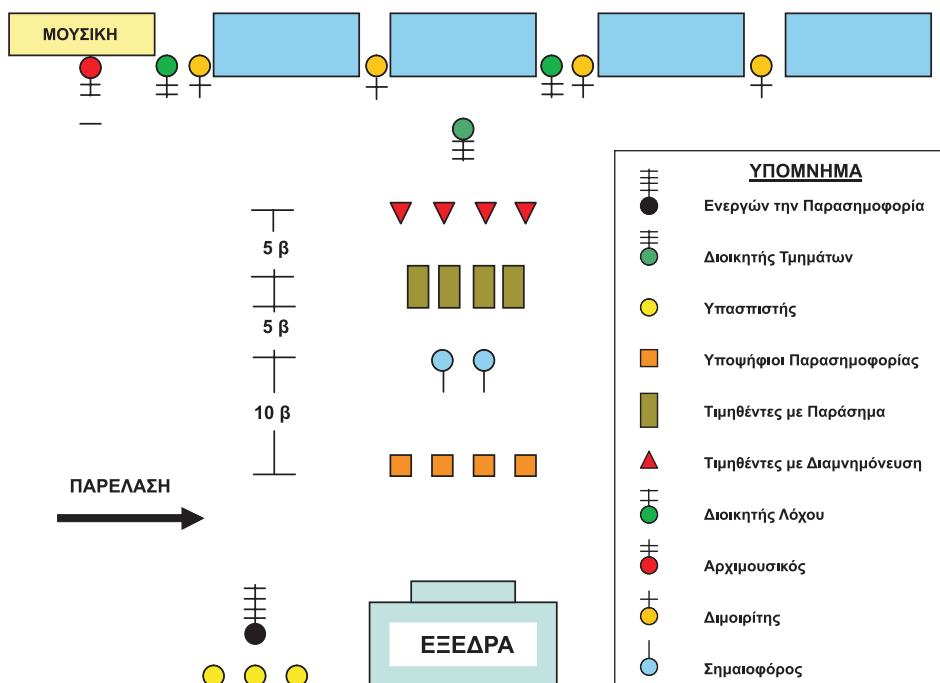 ΜΟΥΣΙΚΗ
5 β
5 β
10 β
ΠΑΡΕΛΑΣΗ
ΕΞΕΔΡΑ
ΥΠΟΜΝΗΜΑ
Ενεργών την Παρασημοφορία
Διοικητής Τμημάτων
Υπασπιστής
Υποψήφιοι Παρασημοφορίας
Τιμηθέντες με Παράσημα
Τιμηθέντες με Διαμνημόνευση
Διοικητής Λόχου
Αρχιμουσικός
Διμοιρίτης
Σημαιοφόρος